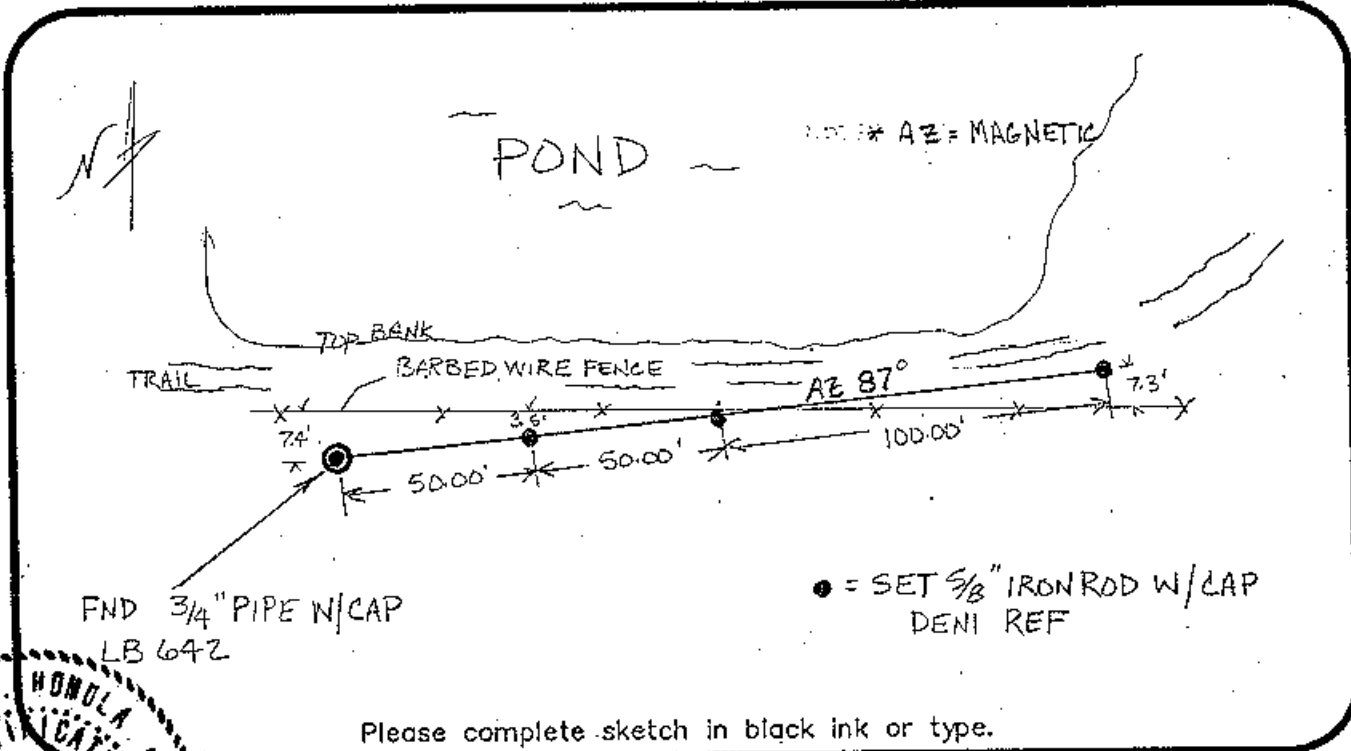 N
POND
* AZ = MAGNETIC
TOP BANK
BARBED WIRE FENCE
TRAIL
AZ 87°
7.3'
7.4'
3.5'
50.00'
50.00'
100.00'
FND 3/4" PIPE W/CAP
LB 642
= SET 5/8" IRON ROD W/CAP
DENI REF
HONULA
Please complete sketch in black ink or type.